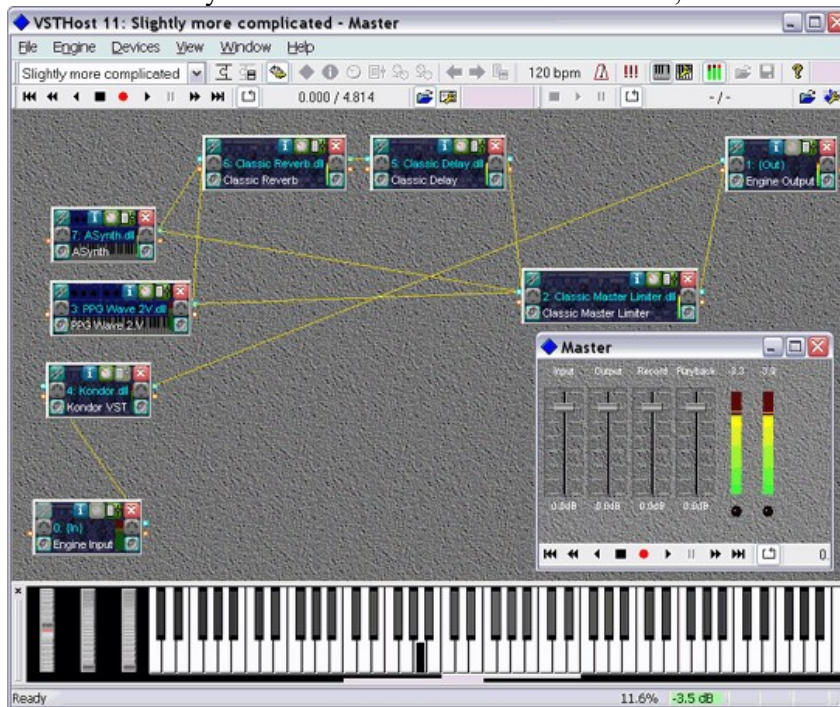 VSTHost 11: Slightly more complicated - Master
File Engine Devices View Window Help
Slightly more complicated
120 bpm
0.000 / 4.814
-/-
6: Classic Reverb.dll
Classic Reverb
5: Classic Delay.dll
Classic Delay
1: (Out)
Engine Output
7: ASynth.dll
ASynth
2: Classic Master Limiter.dll
Classic Master Limiter
3: PPG Wave 2V.dll
PPG Wave 2.V
4: Kondor.dll
Kondor VST
0: (In)
Engine Input
Master
Input Output Record Playback -3.3 -3.9
0.0dB 0.0dB 0.0dB 0.0dB
0
Ready
11.6% -3.5 dB